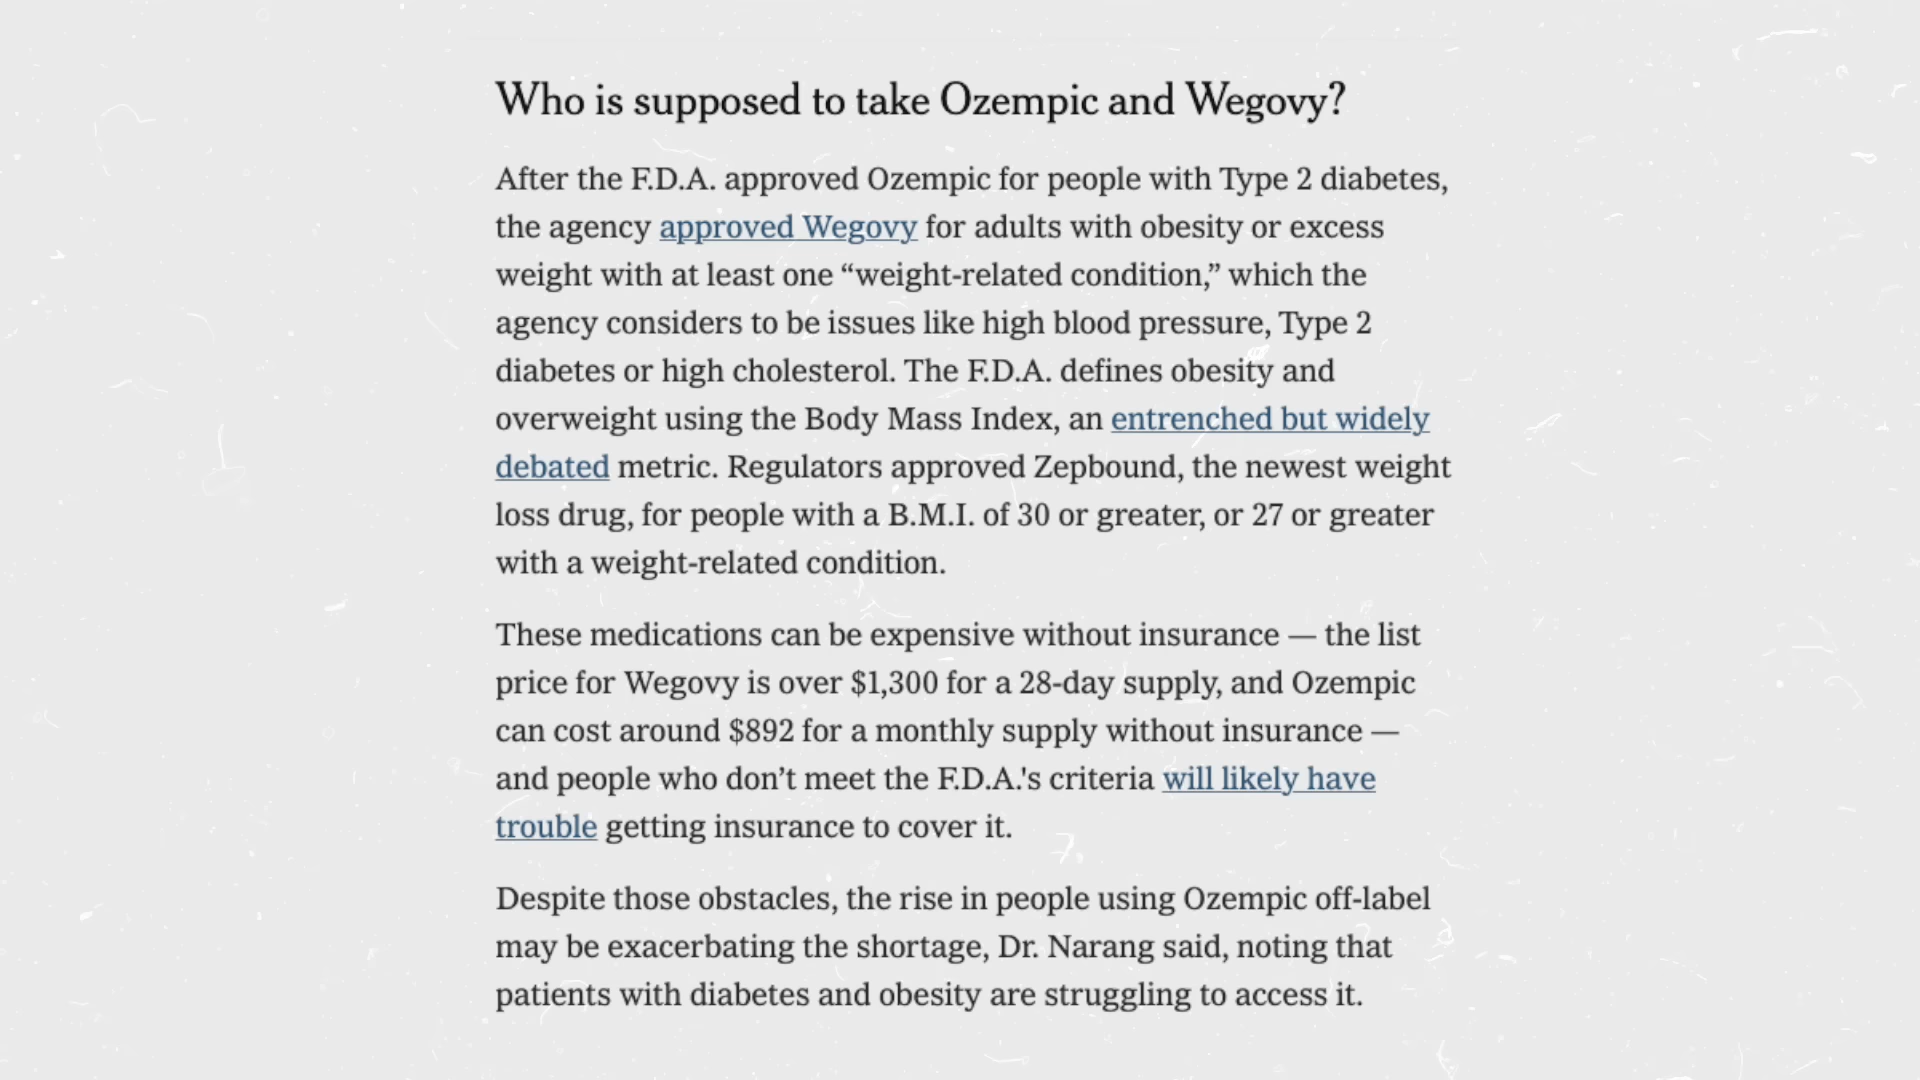 Who is supposed to take Ozempic and Wegovy?
After the F.D.A. approved Ozempic for people with Type 2 diabetes,
the agency approved Wegovy for adults with obesity or excess
weight with at least one “weight-related condition,” which the
agency considers to be issues like high blood pressure, Type 2
diabetes or high cholesterol. The F.D.A. defines obesity and
overweight using the Body Mass Index, an entrenched but widely
debated metric. Regulators approved Zepbound, the newest weight
loss drug, for people with a B.M.I. of 30 or greater, or 27 or greater
with a weight-related condition.
These medications can be expensive without insurance — the list
price for Wegovy is over $1,300 for a 28-day supply, and Ozempic
can cost around $892 for a monthly supply without insurance —
and people who don’t meet the F.D.A.'s criteria will likely have
trouble getting insurance to cover it.
Despite those obstacles, the rise in people using Ozempic off-label
may be exacerbating the shortage, Dr. Narang said, noting that
patients with diabetes and obesity are struggling to access it.